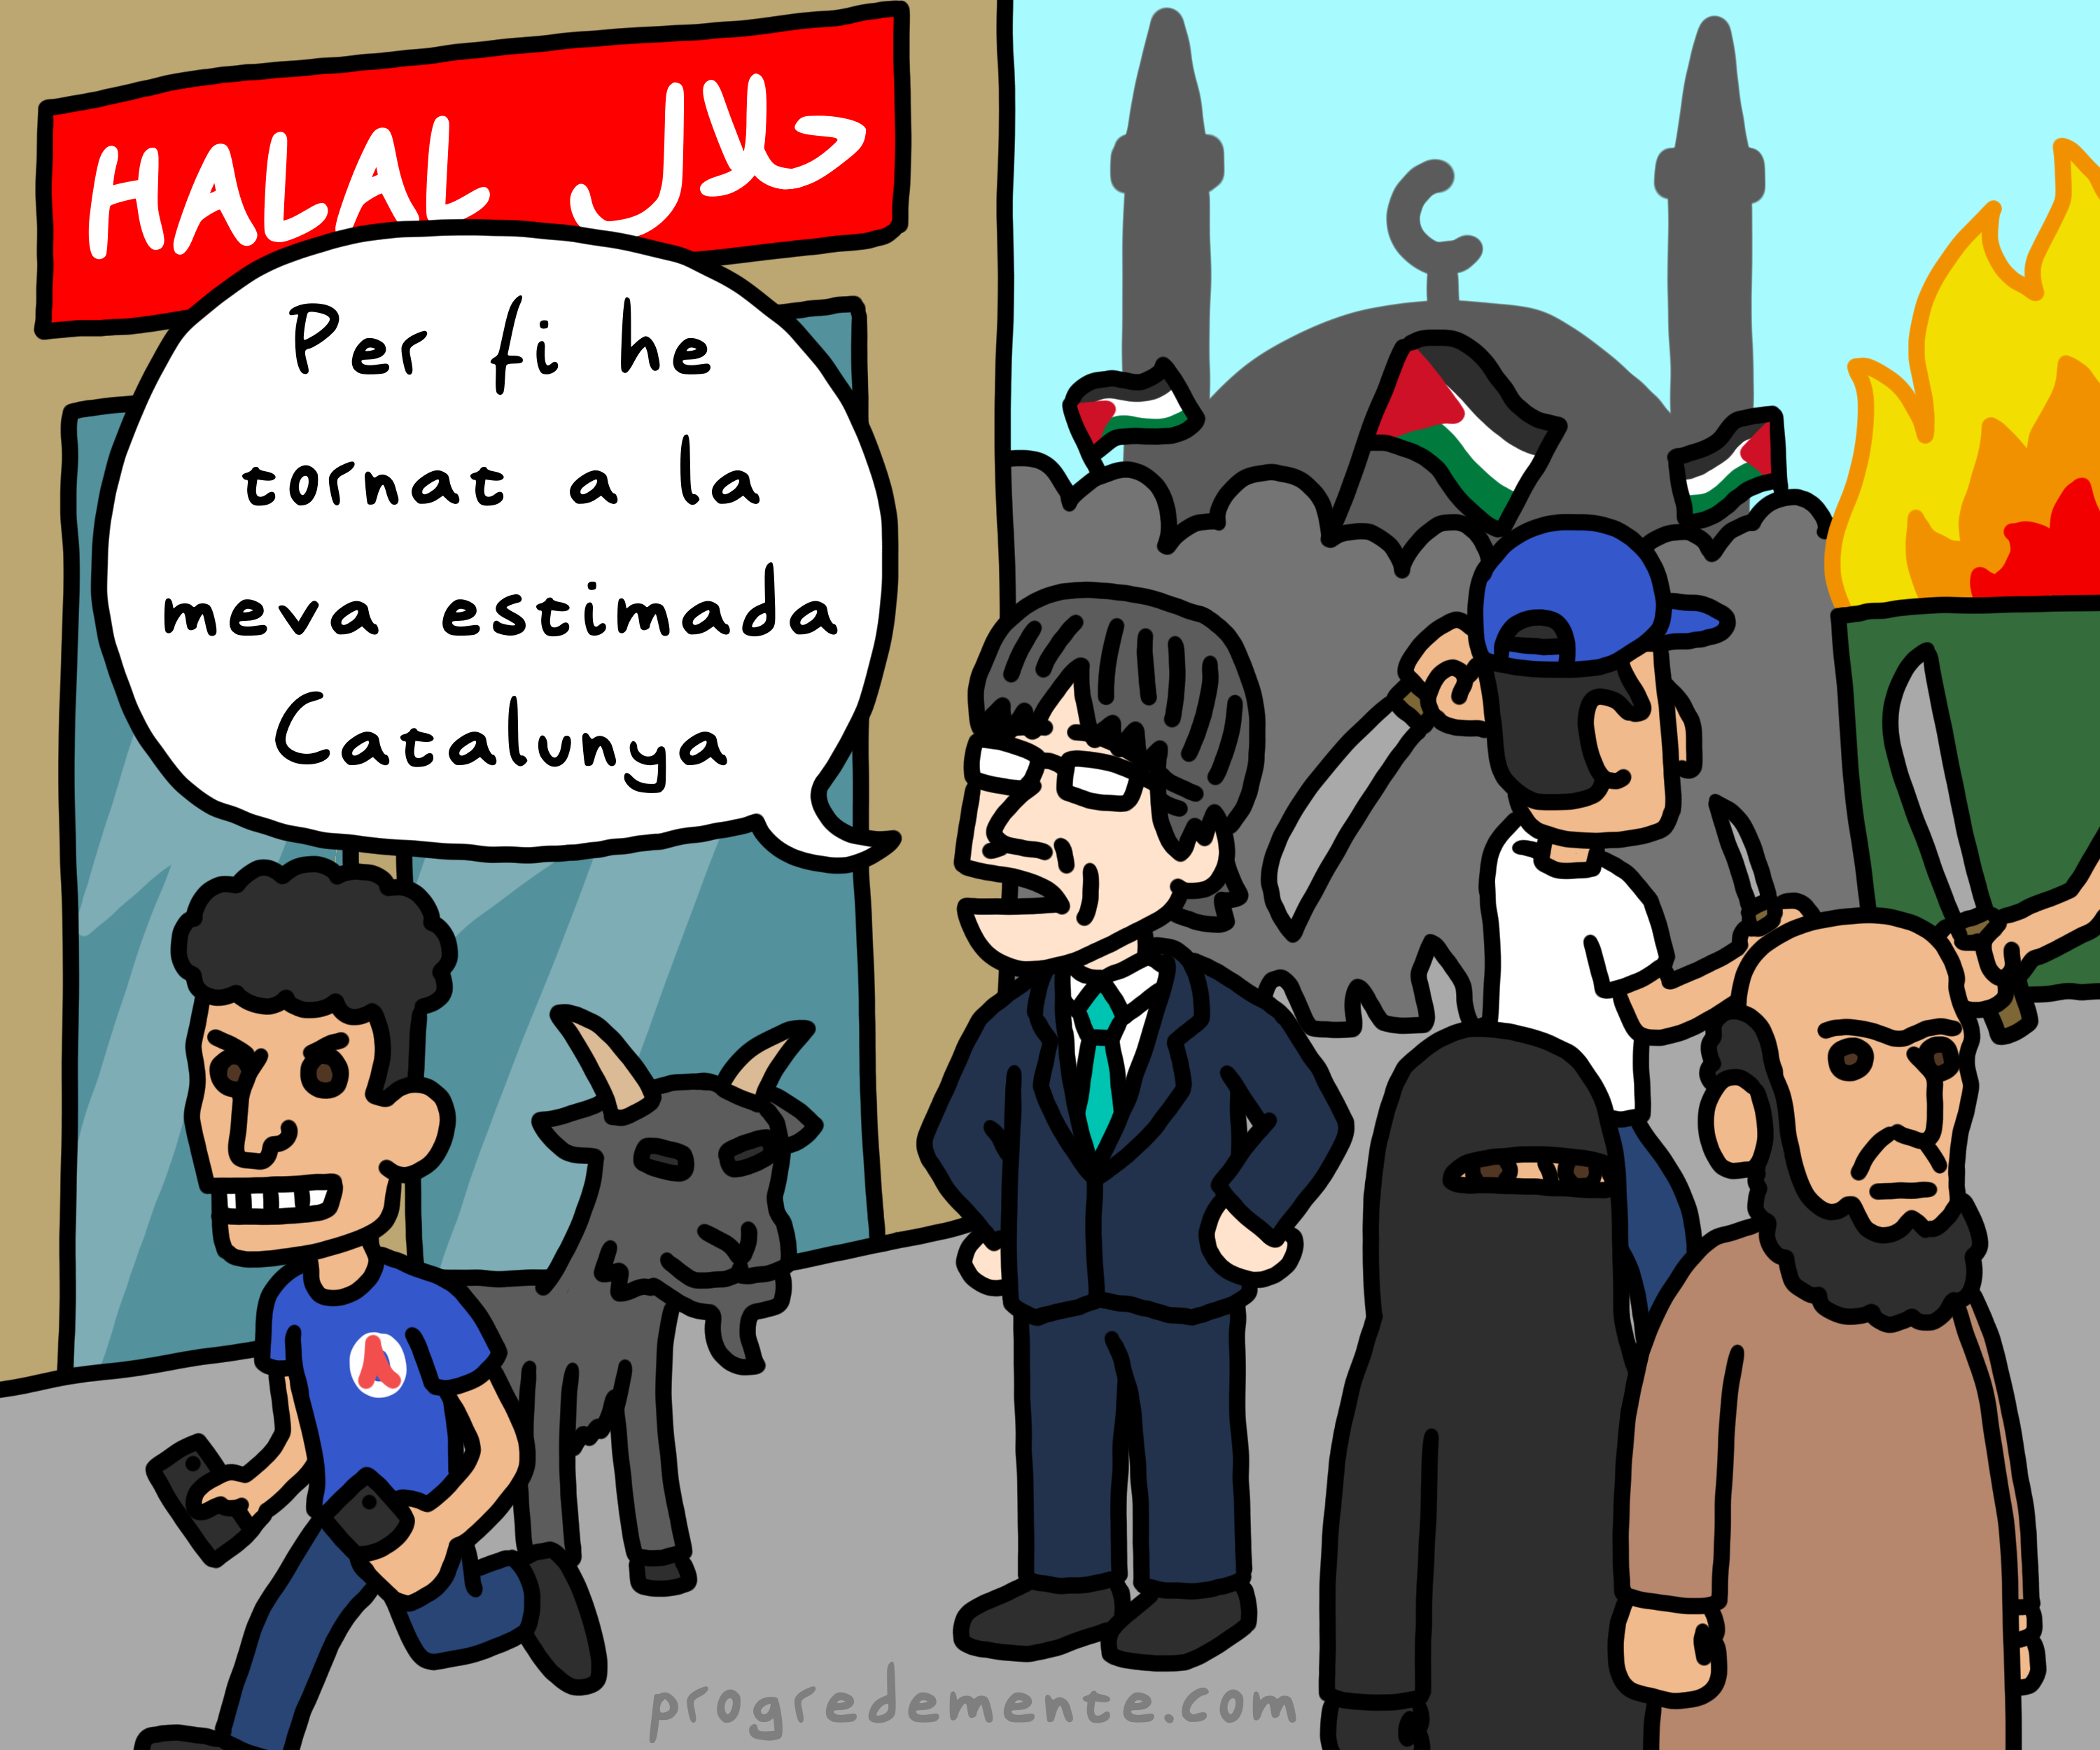 HALAL حلال
Per fi he
tornat a la
meva estimada
Catalunya
A
progredemente.com